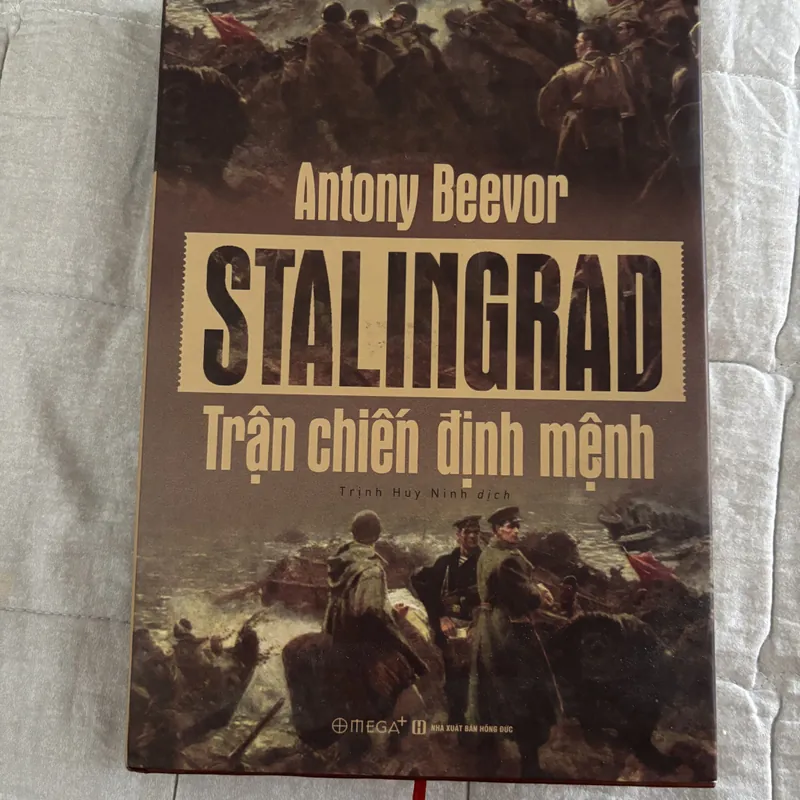 Antony Beevor
STALINGRAD
Trận chiến định mệnh
Trịnh Huy Ninh dịch
OMEGA+ H NHÀ XUẤT BẢN HỒNG ĐỨC